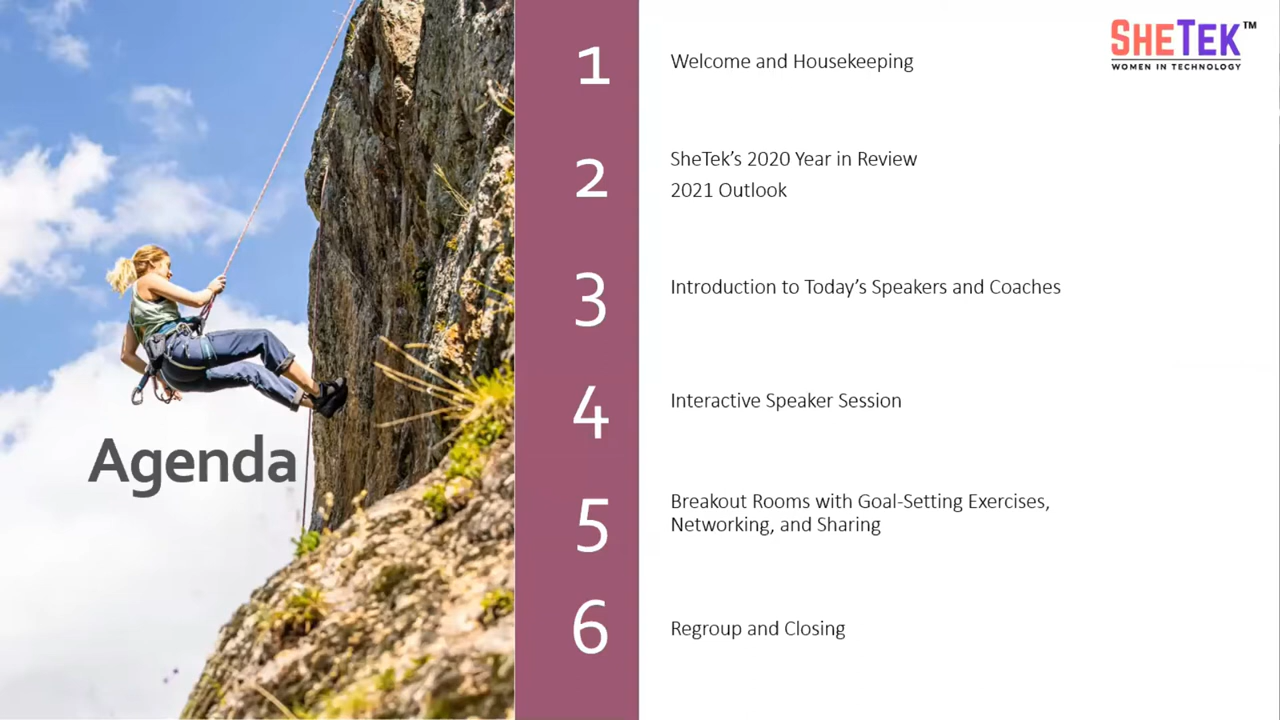 SHETEK™
WOMEN IN TECHNOLOGY
Agenda
1
Welcome and Housekeeping
2
SheTek’s 2020 Year in Review
2021 Outlook
3
Introduction to Today’s Speakers and Coaches
4
Interactive Speaker Session
5
Breakout Rooms with Goal-Setting Exercises,
Networking, and Sharing
6
Regroup and Closing